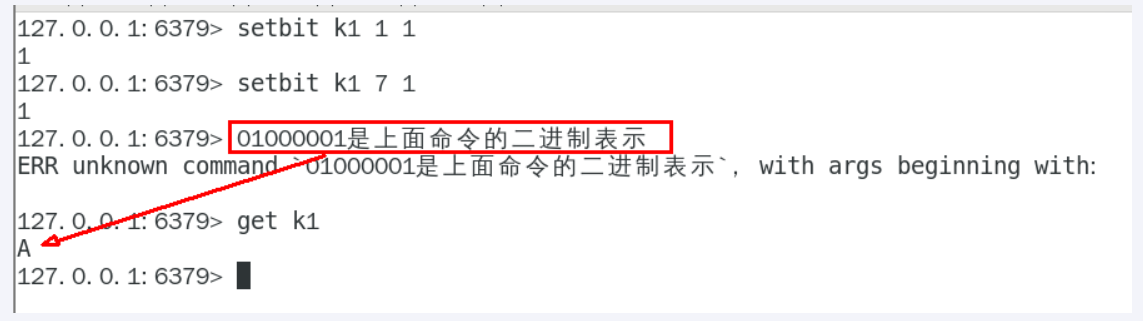 127.0.0.1:6379> setbit k1 1 1
1
127.0.0.1:6379> setbit k1 7 1
1
127.0.0.1:6379> 01000001是上面命令的二进制表示
ERR unknown command `01000001是上面命令的二进制表示`, with args beginning with:
127.0.0.1:6379> get k1
A
127.0.0.1:6379>